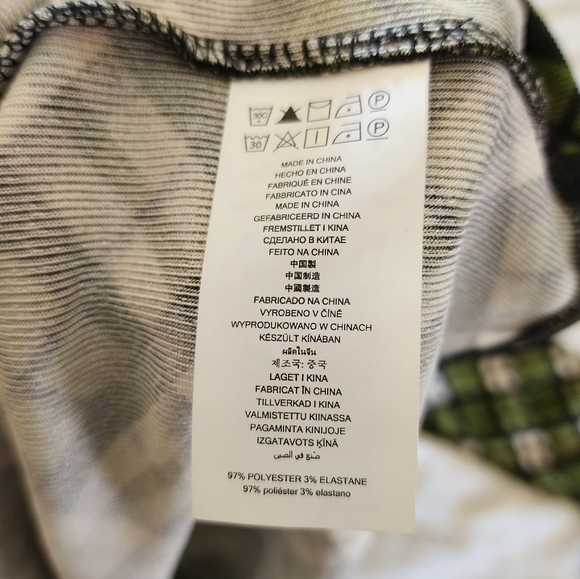 30C P
30 P
MADE IN CHINA
HECHO EN CHINA
FABRIQUÉ EN CHINE
FABBRICATO IN CINA
MADE IN CHINA
GEFABRICEERD IN CHINA
FREMSTILLET I KINA
СДЕЛАНО В КИТАЕ
FEITO NA CHINA
中国製
中国制造
中國製造
FABRICADO NA CHINA
VYROBENO V ČÍNĚ
WYPRODUKOWANO W CHINACH
KÉSZÜLT KÍNÁBAN
ผลิตในจีน
제조국: 중국
LAGET I KINA
FABRICAT ÎN CHINA
TILLVERKAD I KINA
VALMISTETTU KIINASSA
PAGAMINTA KINIJOJE
IZGATAVOTS ĶĪNĀ
صُنع في الصين
97% POLYESTER 3% ELASTANE
97% poliéster 3% elastano